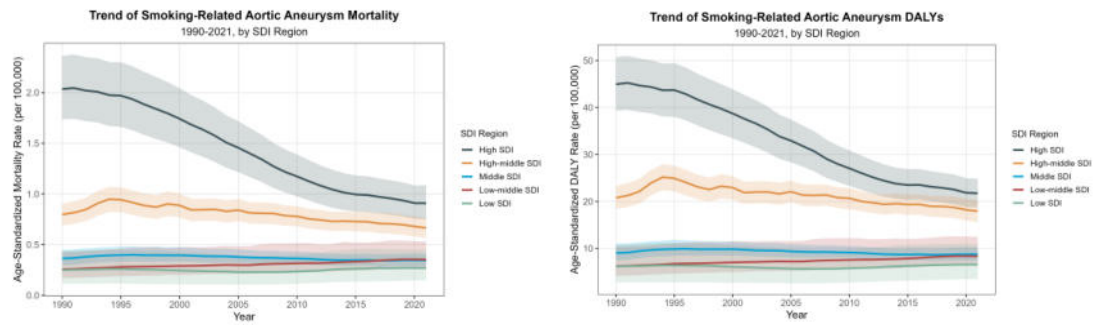 Trend of Smoking-Related Aortic Aneurysm Mortality
1990-2021, by SDI Region
Age-Standardized Mortality Rate (per 100,000)
2.0
1.5
1.0
0.5
0.0
1990
1995
2000
2005
2010
2015
2020
Year
SDI Region
High SDI
High-middle SDI
Middle SDI
Low-middle SDI
Low SDI
Trend of Smoking-Related Aortic Aneurysm DALYs
1990-2021, by SDI Region
Age-Standardized DALY Rate (per 100,000)
50
40
30
20
10
1990
1995
2000
2005
2010
2015
2020
Year
SDI Region
High SDI
High-middle SDI
Middle SDI
Low-middle SDI
Low SDI